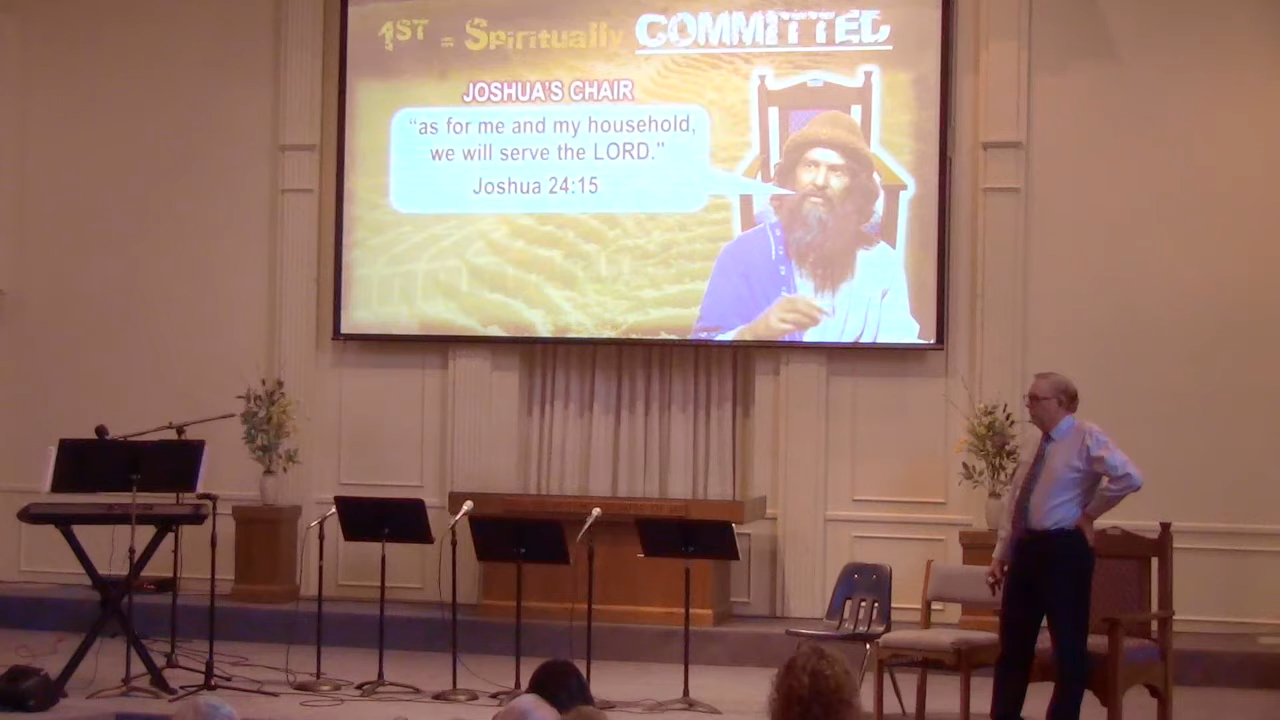 1ST = Spiritually COMMITTED
JOSHUA'S CHAIR
"as for me and my household,
we will serve the LORD."
Joshua 24:15